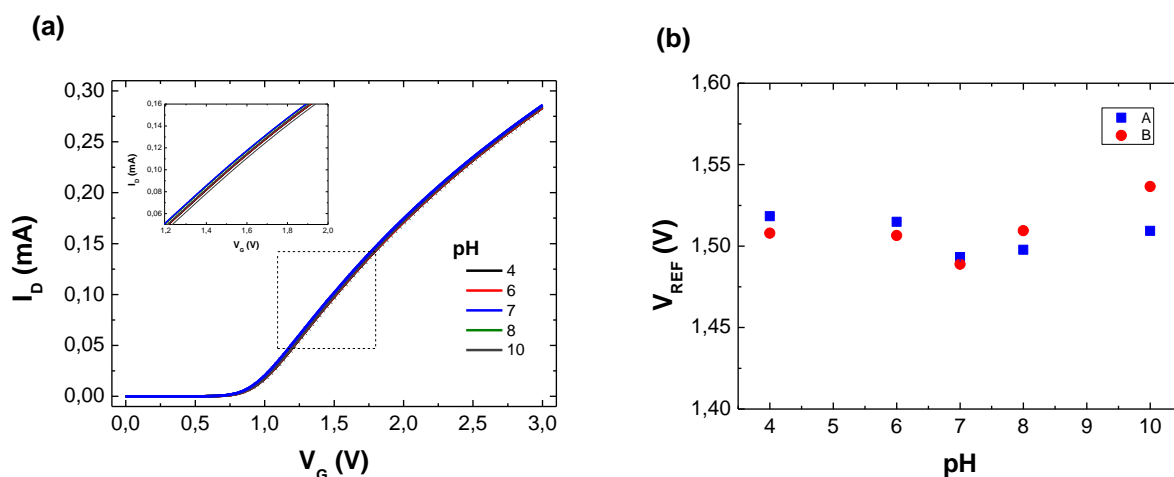 (a)
0,30
0,25
0,20
0,15
0,10
0,05
0,00
I_D (mA)
0,0 0,5 1,0 1,5 2,0 2,5 3,0
V_G (V)
0,16
0,14
0,12
0,10
0,08
0,06
I_D (mA)
1,2 1,4 1,6 1,8 2,0
V_G (V)
pH
4
6
7
8
10
(b)
1,60
1,55
1,50
1,45
1,40
V_REF (V)
4 5 6 7 8 9 10
pH
A
B